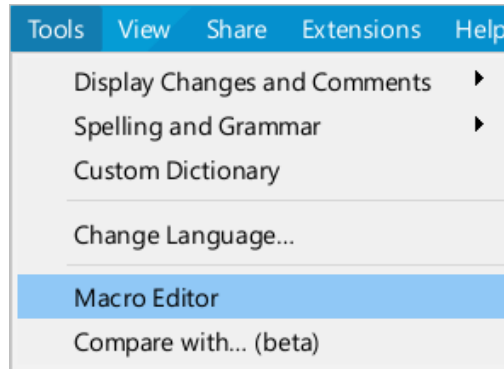 Tools View Share Extensions Help
Display Changes and Comments
Spelling and Grammar
Custom Dictionary
Change Language...
Macro Editor
Compare with... (beta)